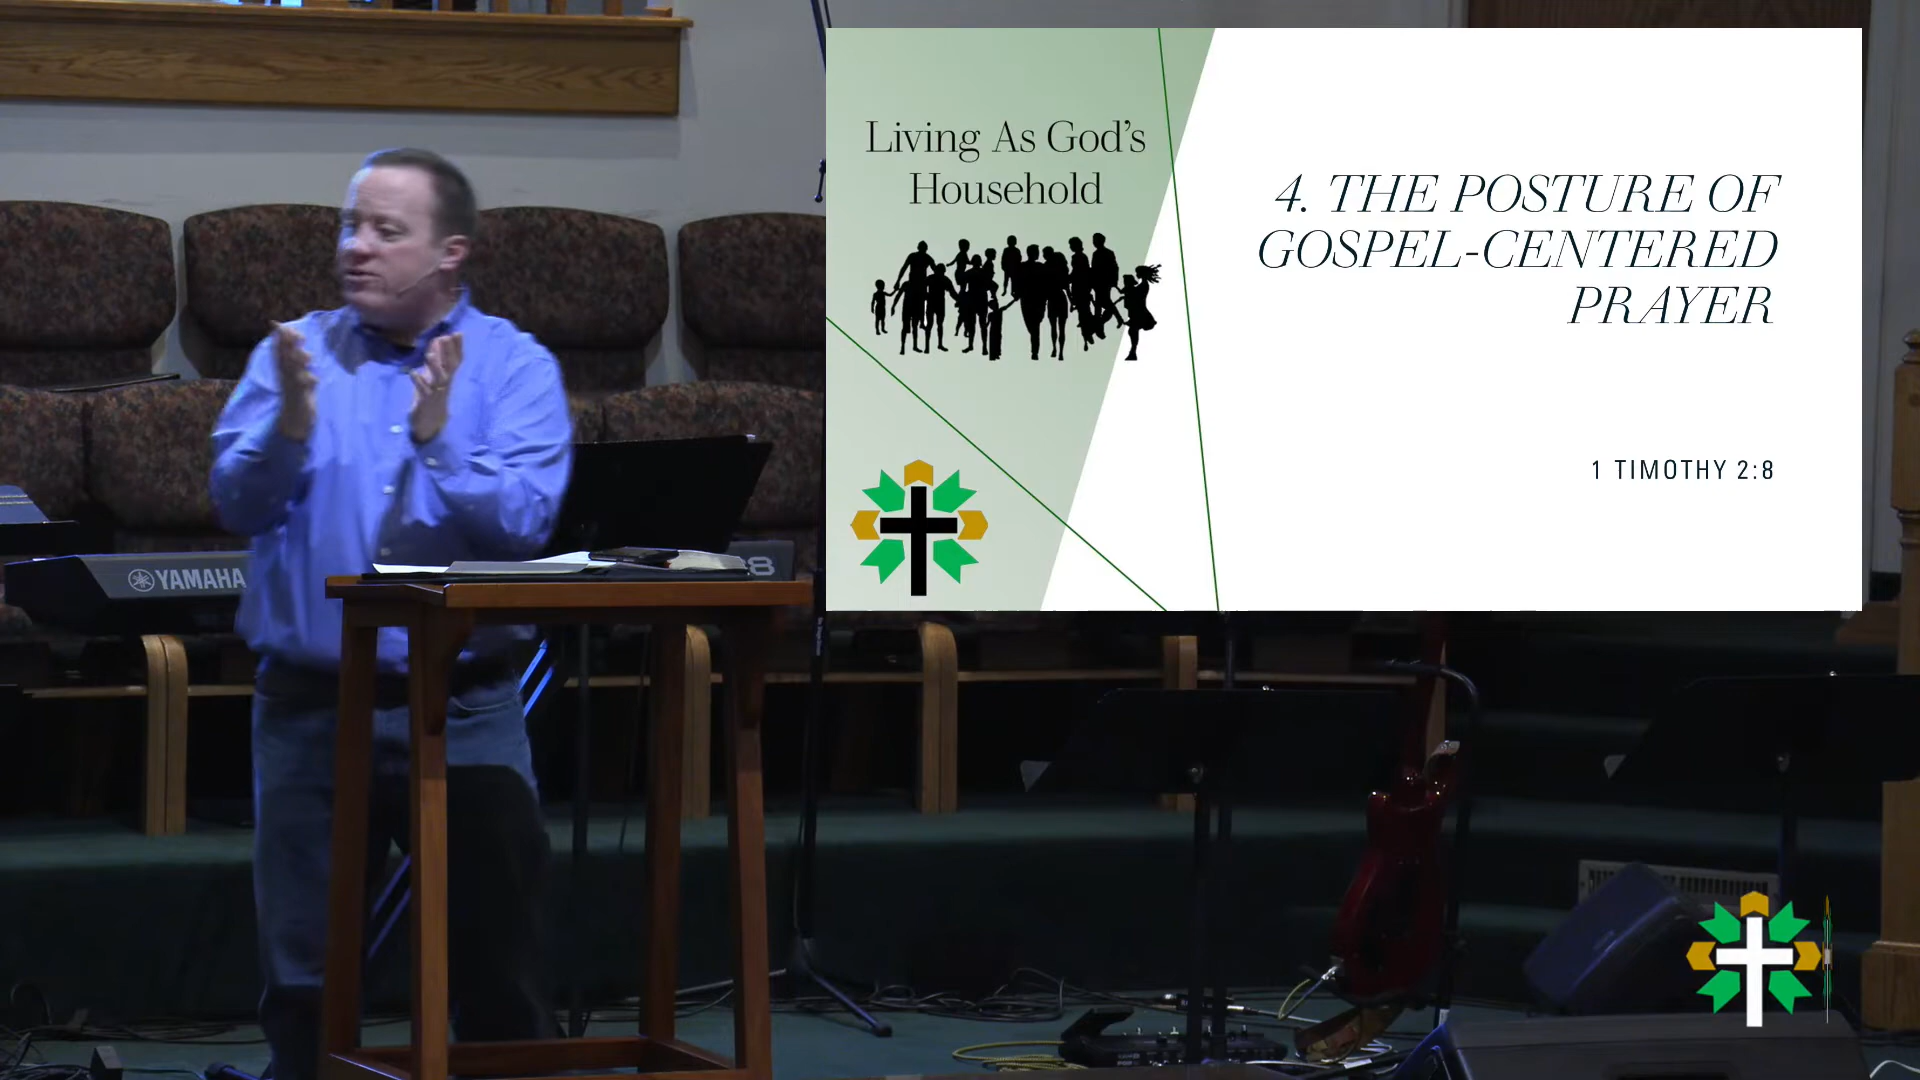 Living As God's
Household
4. THE POSTURE OF
GOSPEL-CENTERED
PRAYER
1 TIMOTHY 2:8
YAMAHA